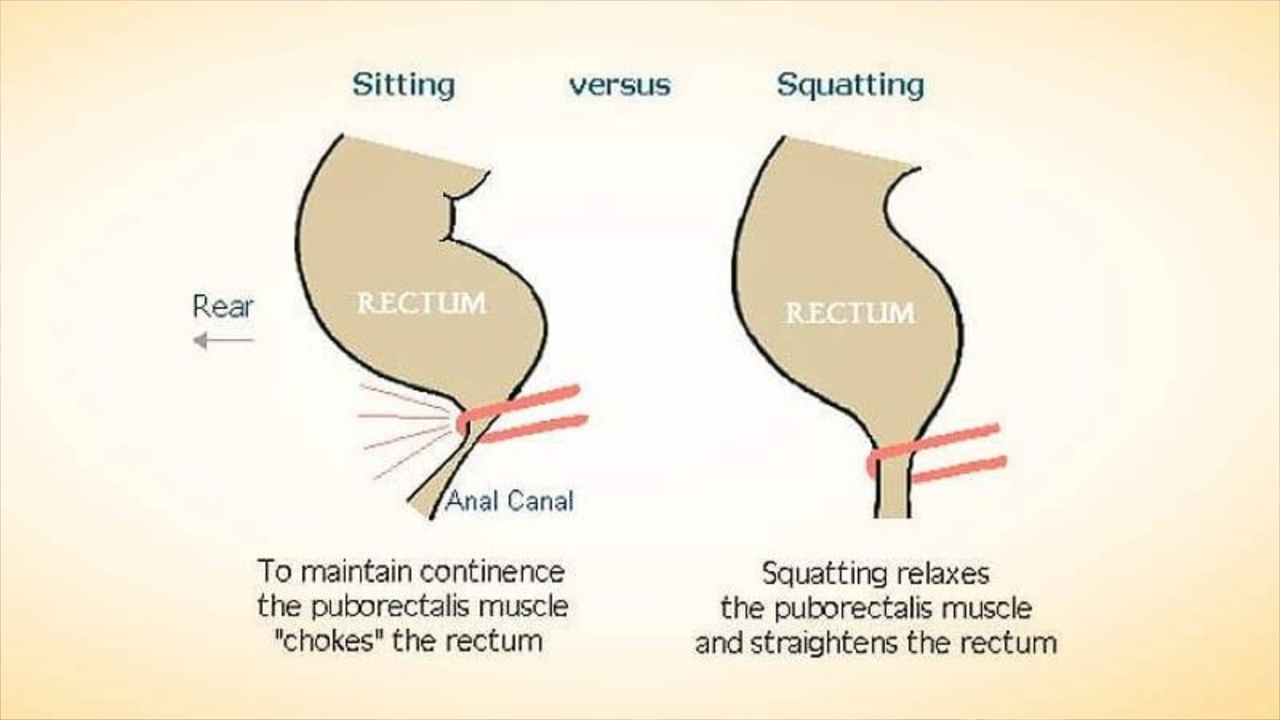 Sitting versus Squatting
RECTUM
RECTUM
Rear
Anal Canal
To maintain continence
the puborectalis muscle
"chokes" the rectum
Squatting relaxes
the puborectalis muscle
and straightens the rectum